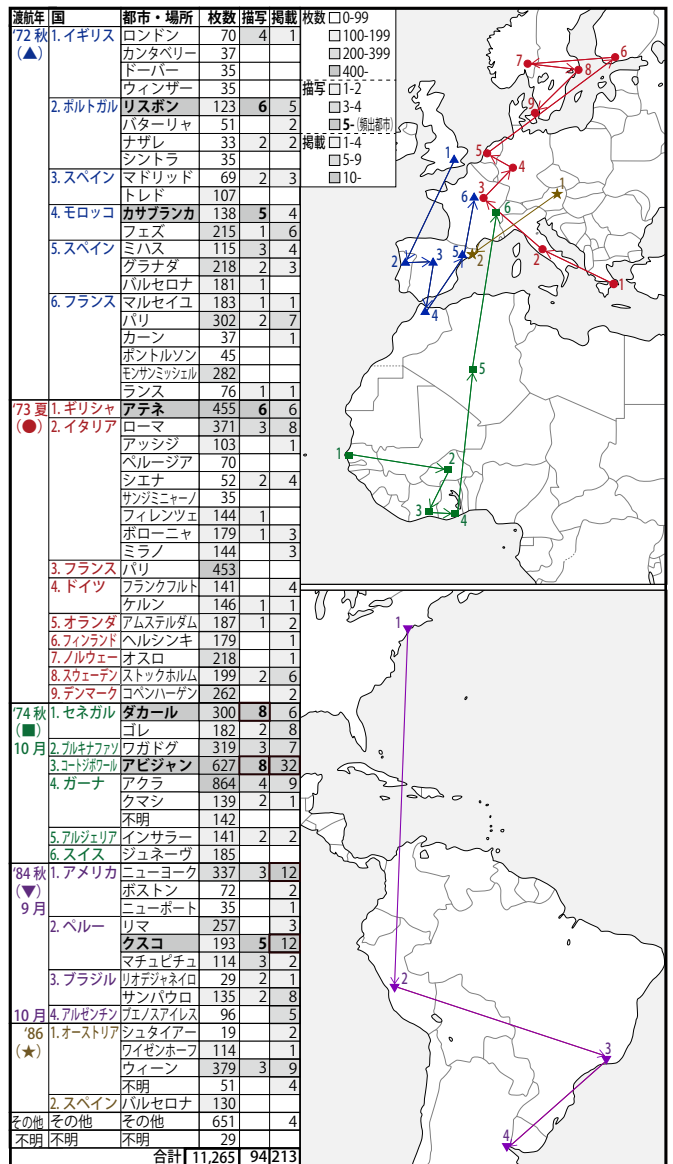 渡航年 国 都市・場所 枚数 描写 掲載
'72 秋 1. イギリス ロンドン 70 4 1
(▲) カンタベリー 37
ドーバー 35
ウィンザー 35
2. ポルトガル リスボン 123 6 5
バターリャ 51 2
ナザレ 33 2 2
シントラ 35
3. スペイン マドリッド 69 2 3
トレド 107
4. モロッコ カサブランカ 138 5 4
フェズ 215 1 6
5. スペイン ミハス 115 3 4
グラナダ 218 2 3
バルセロナ 181 1
6. フランス マルセイユ 183 1 1
パリ 302 2 7
カーン 37 1
ポントルソン 45
モンサンミッシェル 282
ランス 76 1 1
'73 夏 1. ギリシャ アテネ 455 6 6
(●) 2. イタリア ローマ 371 3 8
アッシジ 103 1
ペルージア 70
シエナ 52 2 4
サンジミニャーノ 35
フィレンツェ 144 1
ボローニャ 179 1 3
ミラノ 144 3
3. フランス パリ 453
4. ドイツ フランクフルト 141 4
ケルン 146 1 1
5. オランダ アムステルダム 187 1 2
6. フィンランド ヘルシンキ 179 1
7. ノルウェー オスロ 218 1
8. スウェーデン ストックホルム 199 2 6
9. デンマーク コペンハーゲン 262 2
'74 秋 1. セネガル ダカール 300 8 6
(■) ゴレ 182 2 8
10 月 2. ブルキナファソ ワガドグ 319 3 7
3. コートジボワール アビジャン 627 8 32
4. ガーナ アクラ 864 4 9
クマシ 139 2 1
不明 142
5. アルジェリア インサラー 141 2 2
6. スイス ジュネーヴ 185
'84 秋 1. アメリカ ニューヨーク 337 3 12
(▼) ボストン 72 2
9 月 ニューポート 35 1
2. ペルー リマ 257 3
クスコ 193 5 12
マチュピチュ 114 3 2
3. ブラジル リオデジャネイロ 29 2 1
サンパウロ 135 2 8
10 月 4. アルゼンチン ブエノスアイレス 96 5
'86 1. オーストリア シュタイアー 19 2
(★) ワイゼンホーフ 114 1
ウィーン 379 3 9
不明 51 4
2. スペイン バルセロナ 130
その他 その他 その他 651 4
不明 不明 不明 29
合計 11,265 94 213
枚数 □0-99
□100-199
□200-399
□400-
描写 □1-2
□3-4
□5- (頻出都市)
掲載 □1-4
□5-9
□10-
1
2
3
4
5
6
1
2
3
4
5
6
7
8
9
1
2
3
4
5
6
1
2
1
2
3
4